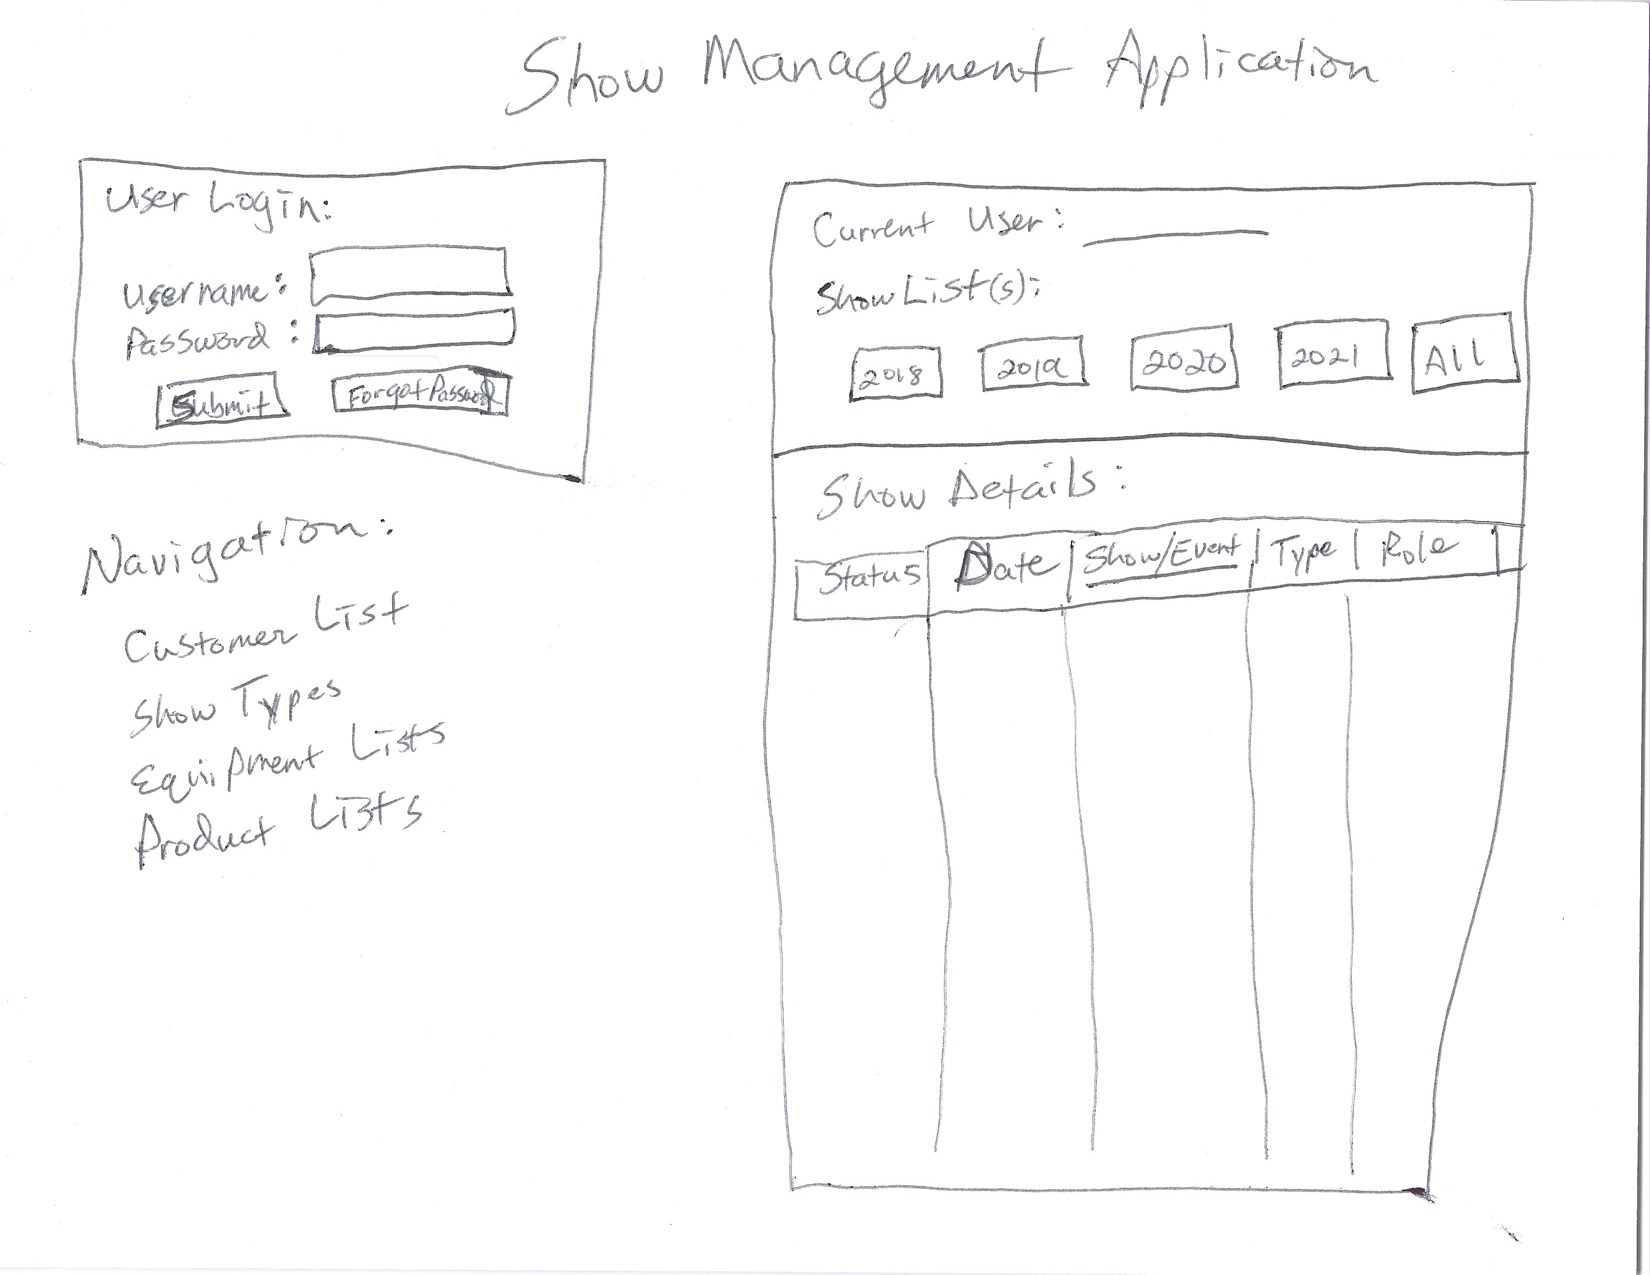 Show Management Application
User Login:
Username:
Password:
Submit
Forgot Password
Navigation:
Customer List
Show Types
Equipment Lists
Product Lists
Current User:
Show List(s):
2018 2019 2020 2021 All
Show Details:
Status Date Show/Event Type Role